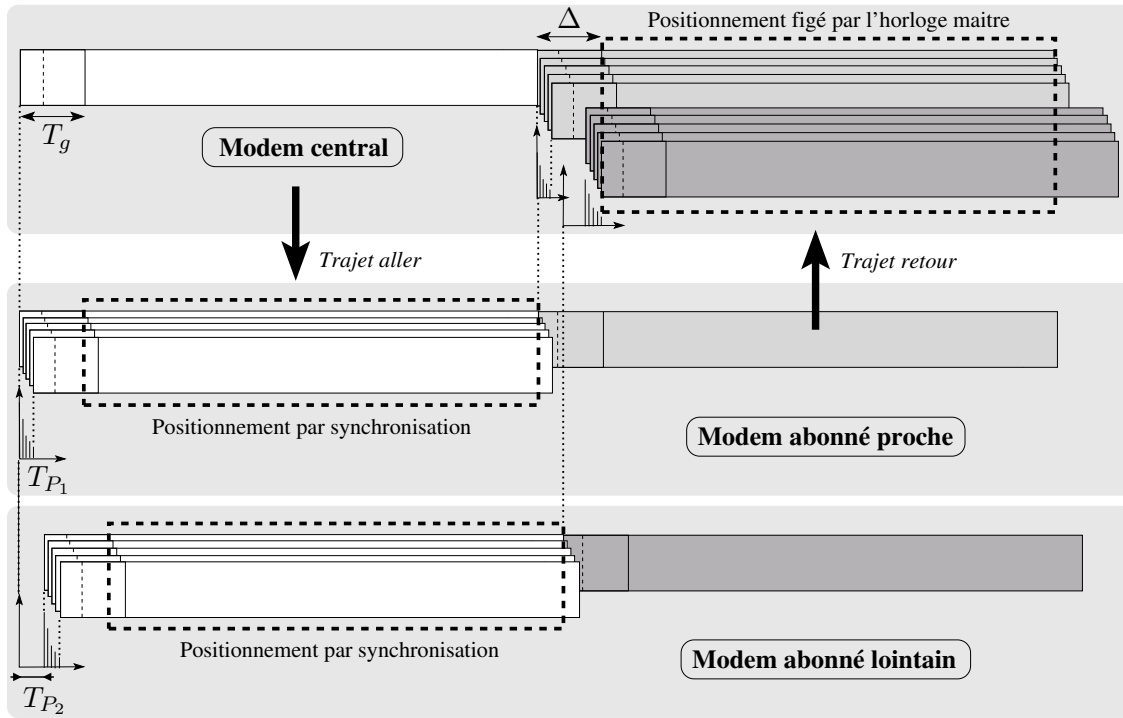 Positionnement figé par l'horloge maitre
Δ
T_g
Modem central
Trajet aller
Trajet retour
Positionnement par synchronisation
Modem abonné proche
T_{P_1}
Positionnement par synchronisation
Modem abonné lointain
T_{P_2}